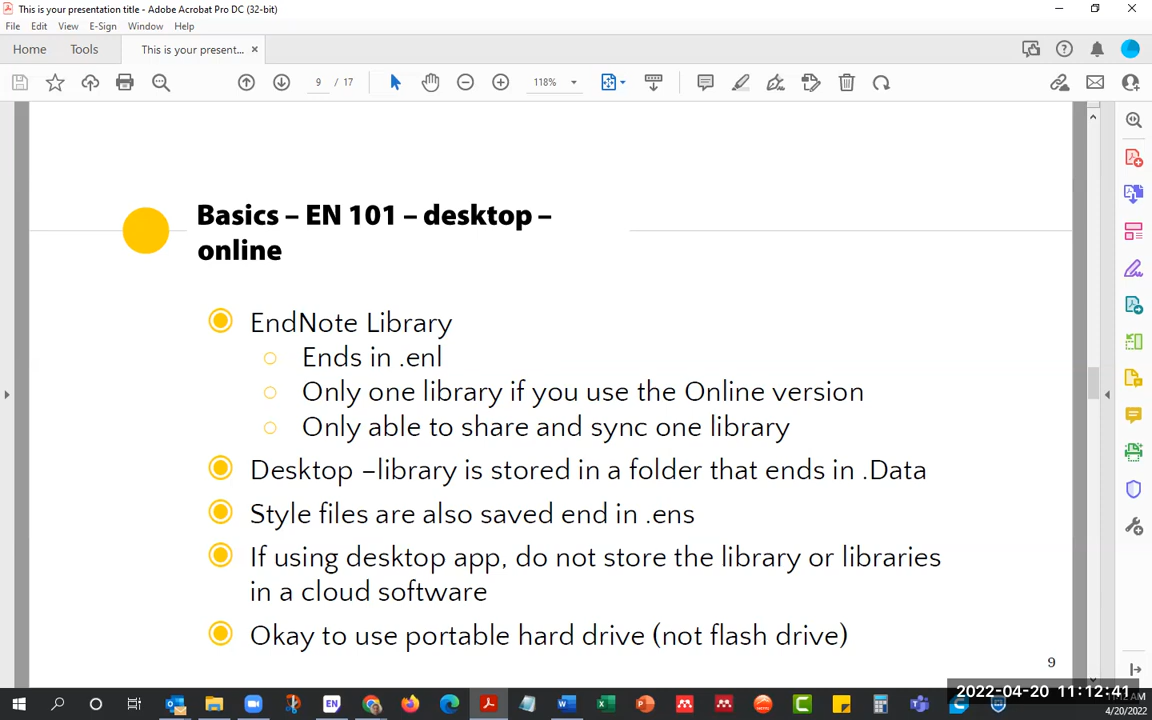 This is your presentation title - Adobe Acrobat Pro DC (32-bit)
File Edit View E-Sign Window Help
Home Tools This is your present... ×
9 / 17 118%
Basics – EN 101 – desktop –
online
EndNote Library
Ends in .enl
Only one library if you use the Online version
Only able to share and sync one library
Desktop –library is stored in a folder that ends in .Data
Style files are also saved end in .ens
If using desktop app, do not store the library or libraries
in a cloud software
Okay to use portable hard drive (not flash drive)
9
EN
2022-04-20 11:12:41
4/20/2022